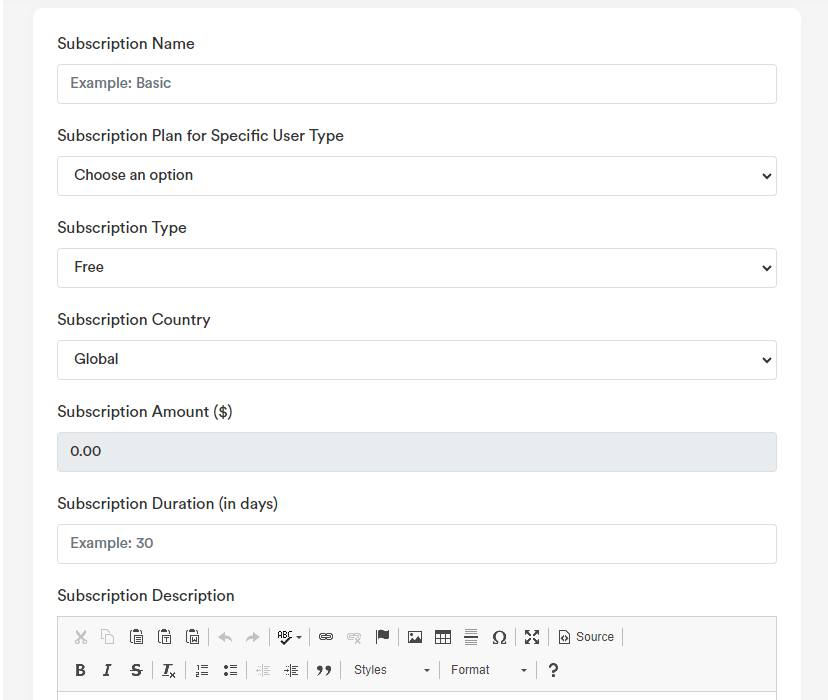 Subscription Name
Example: Basic
Subscription Plan for Specific User Type
Choose an option
Subscription Type
Free
Subscription Country
Global
Subscription Amount ($)
0.00
Subscription Duration (in days)
Example: 30
Subscription Description
ABC Ω Source
B I S Tx Styles Format ?